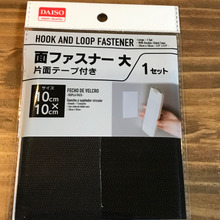 DAISO
HOOK AND LOOP FASTENER
面ファスナー 大
片面テープ付き
1セット
サイズ
10cm
×
10cm
FECHO DE VELCRO